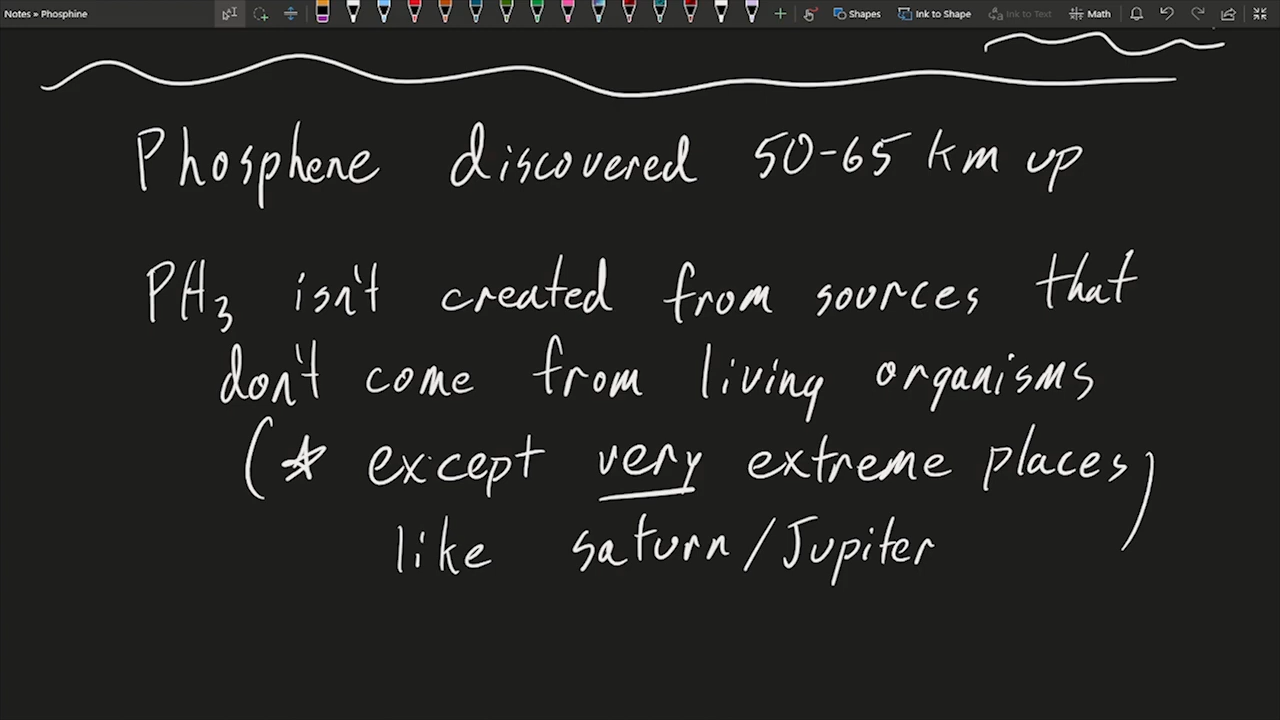 Notes » Phosphine
Shapes Ink to Shape Ink to Text Math
Phosphene discovered 50-65 km up
PH₃ isn't created from sources that
don't come from living organisms
(* except very extreme places,
like saturn/Jupiter)